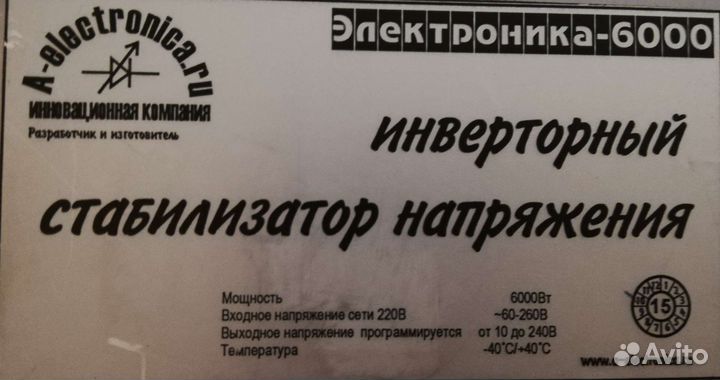 A-electronica.ru
ИННОВАЦИОННАЯ КОМПАНИЯ
Разработчик и изготовитель
Электроника-6000
инверторный
стабилизатор напряжения
Мощность 6000Вт
Входное напряжение сети 220В ~60-260В
Выходное напряжение программируется от 10 до 240В
Температура -40°C/+40°C
15
www.
Avito